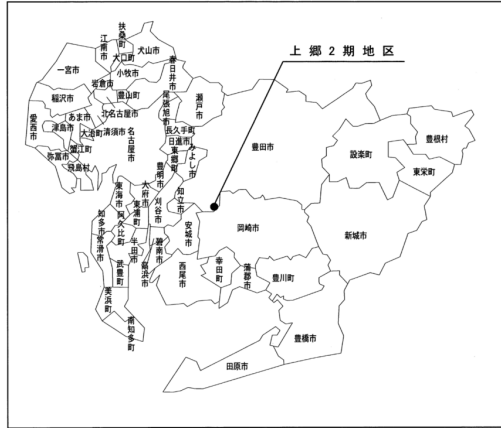 上郷2期地区
扶桑町
江南市
大口町
犬山市
一宮市
岩倉市
小牧市
春日井市
稲沢市
豊山町
尾張旭市
瀬戸市
愛西市
あま市
北名古屋市
津島市
大治町
清須市
名古屋市
長久手町
日進市
みよし市
東郷町
豊田市
蟹江町
弥富市
飛島村
豊明市
豊根村
設楽町
東栄町
東海市
大府市
知立市
知多市
阿久比町
東浦町
刈谷市
安城市
岡崎市
新城市
常滑市
半田市
碧南市
高浜市
武豊町
西尾市
幸田町
蒲郡市
豊川町
美浜町
南知多町
豊橋市
田原市